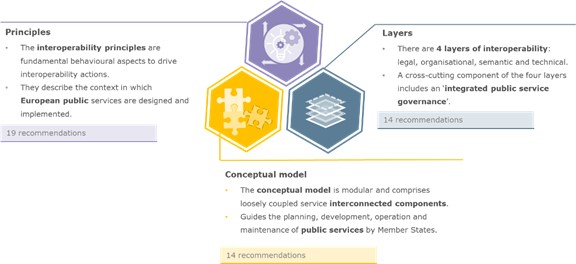 Principles
• The interoperability principles are
fundamental behavioural aspects to drive
interoperability actions.
• They describe the context in which
European public services are designed and
implemented.
19 recommendations
Layers
• There are 4 layers of interoperability:
legal, organisational, semantic and technical.
• A cross-cutting component of the four layers
includes an 'integrated public service
governance'.
14 recommendations
Conceptual model
• The conceptual model is modular and comprises
loosely coupled service interconnected components.
• Guides the planning, development, operation and
maintenance of public services by Member States.
14 recommendations